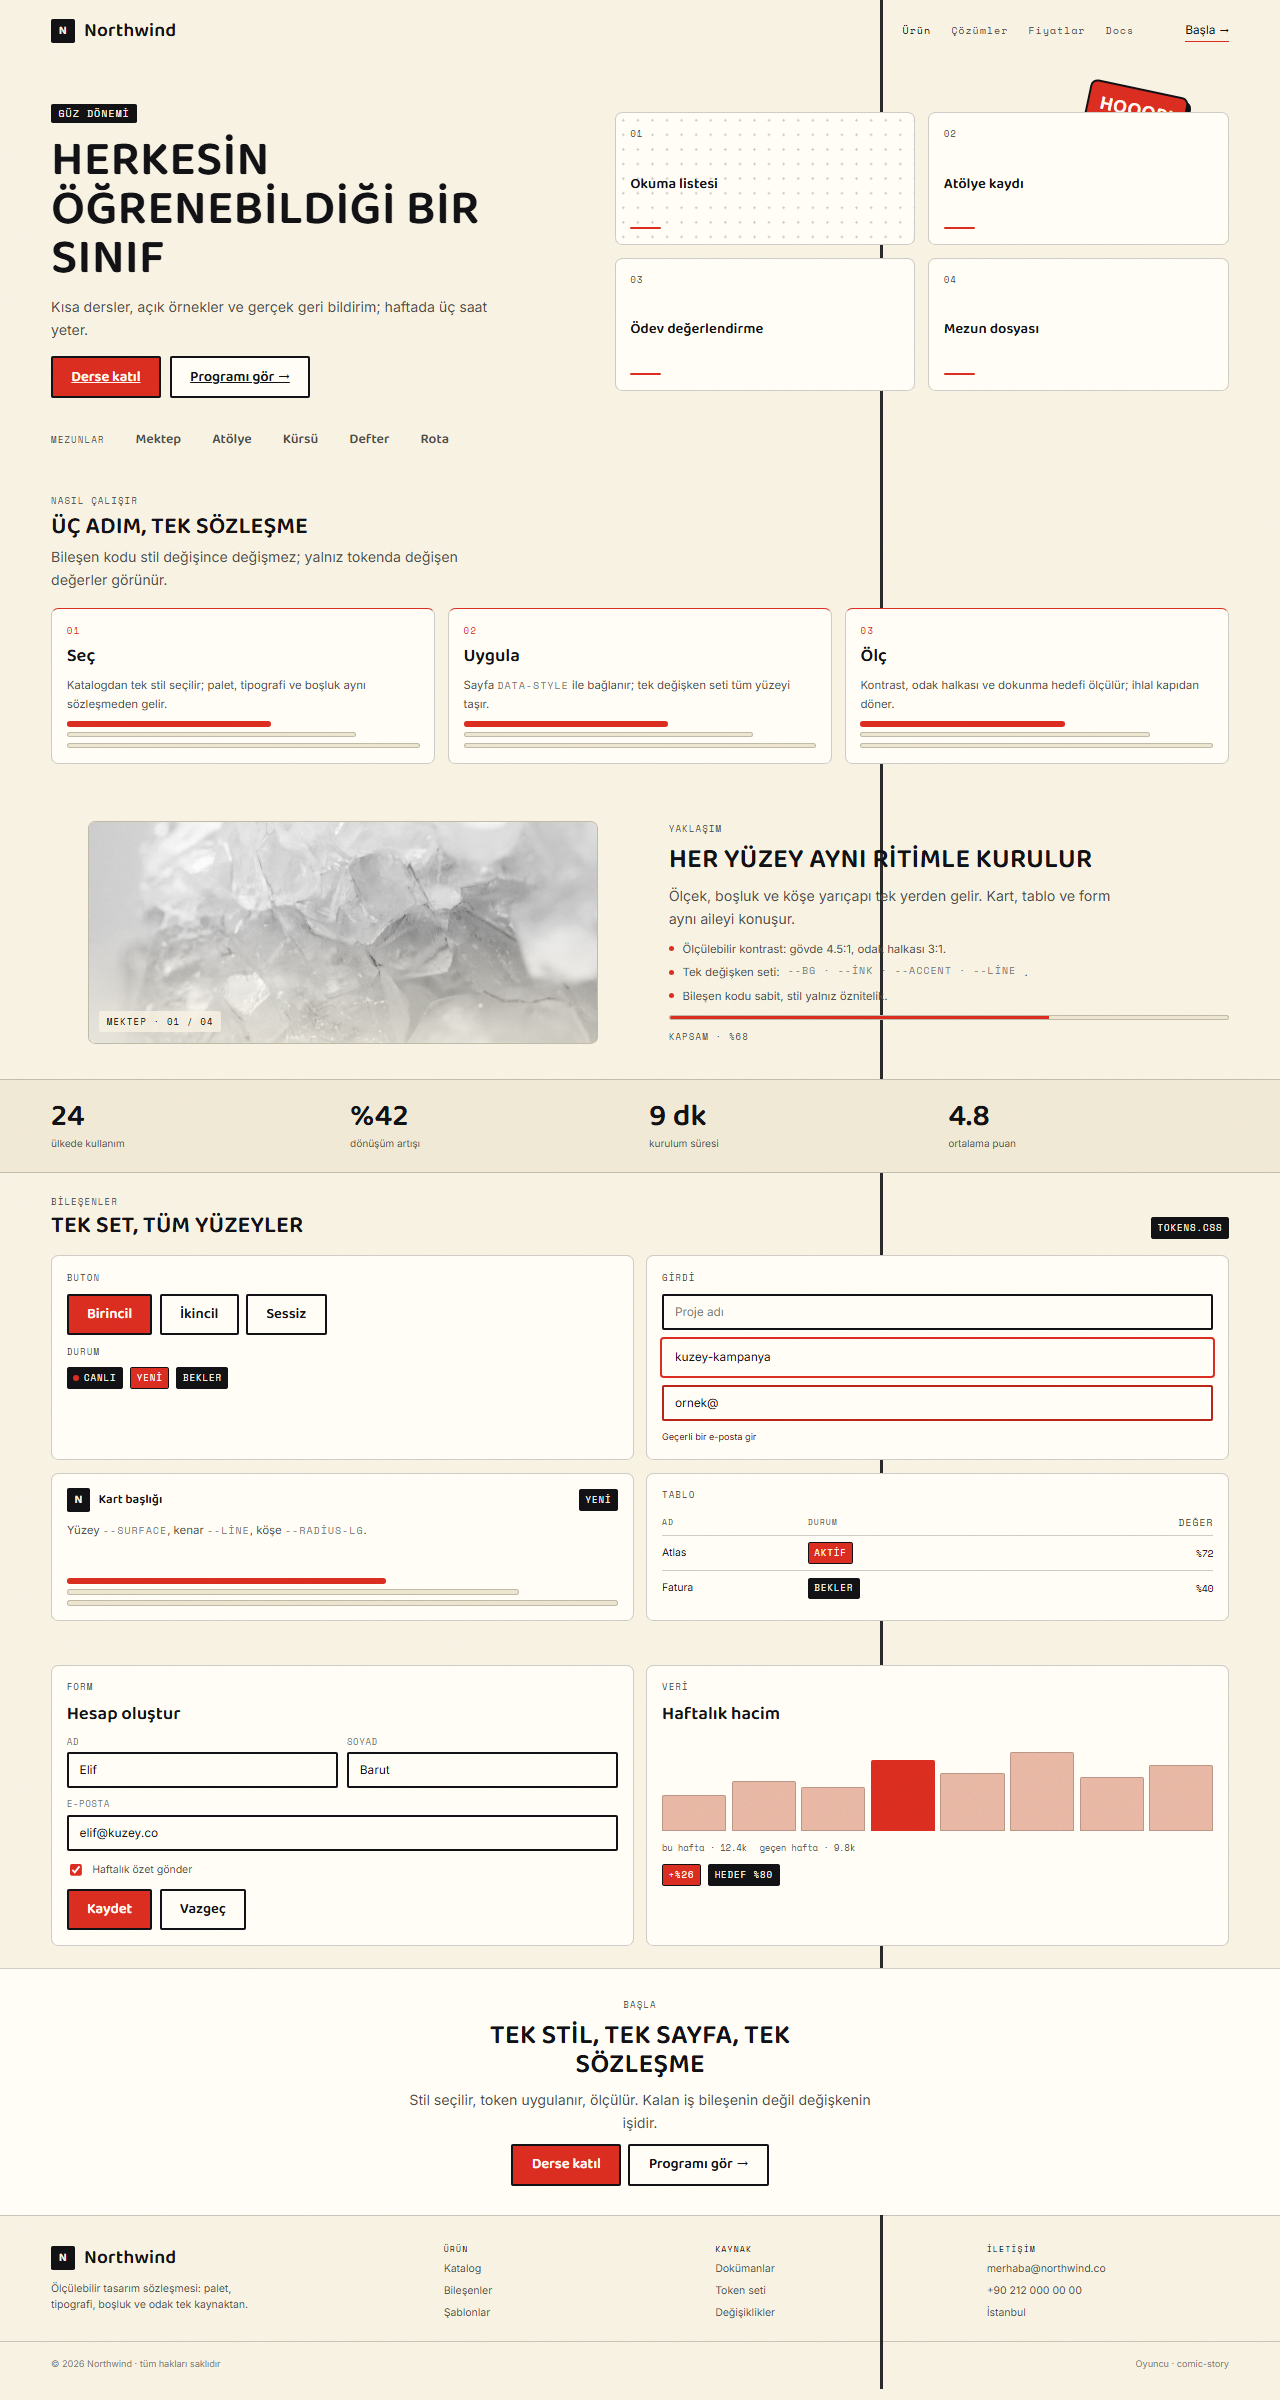 N Northwind
Ürün Çözümler Fiyatlar Docs Başla →
GÜZ DÖNEMİ
HERKESİN
ÖĞRENEBİLDİĞİ BİR
SINIF
Kısa dersler, açık örnekler ve gerçek geri bildirim; haftada üç saat
yeter.
Derse katıl Programı gör →
MEZUNLAR Mektep Atölye Kürsü Defter Rota
01
Okuma listesi
02
Atölye kaydı
03
Ödev değerlendirme
04
Mezun dosyası
NASIL ÇALIŞIR
ÜÇ ADIM, TEK SÖZLEŞME
Bileşen kodu stil değişince değişmez; yalnız tokenda değişen
değerler görünür.
01
Seç
Katalogdan tek stil seçilir; palet, tipografi ve boşluk aynı
sözleşmeden gelir.
02
Uygula
Sayfa DATA-STYLE ile bağlanır; tek değişken seti tüm yüzeyi
taşır.
03
Ölç
Kontrast, odak halkası ve dokunma hedefi ölçülür; ihlal kapıdan
döner.
MEKTEP · 01 / 04
YAKLAŞIM
HER YÜZEY AYNI RİTİMLE KURULUR
Ölçek, boşluk ve köşe yarıçapı tek yerden gelir. Kart, tablo ve form
aynı aileyi konuşur.
Ölçülebilir kontrast: gövde 4.5:1, odak halkası 3:1.
Tek değişken seti: --BG · --İNK · --ACCENT · --LİNE .
Bileşen kodu sabit, stil yalnız öznitelik.
KAPSAM · %68
24
ülkede kullanım
%42
dönüşüm artışı
9 dk
kurulum süresi
4.8
ortalama puan
BİLEŞENLER
TEK SET, TÜM YÜZEYLER
TOKENS.CSS
BUTON
Birincil İkincil Sessiz
DURUM
CANLI YENİ BEKLER
GİRDİ
Proje adı
kuzey-kampanya
ornek@
Geçerli bir e-posta gir
N Kart başlığı YENİ
Yüzey --SURFACE, kenar --LİNE, köşe --RADİUS-LG.
TABLO
AD DURUM DEĞER
Atlas AKTİF %72
Fatura BEKLER %40
FORM
Hesap oluştur
AD SOYAD
Elif Barut
E-POSTA
elif@kuzey.co
Haftalık özet gönder
Kaydet Vazgeç
VERİ
Haftalık hacim
bu hafta · 12.4k geçen hafta · 9.8k
+%26 HEDEF %80
BAŞLA
TEK STİL, TEK SAYFA, TEK
SÖZLEŞME
Stil seçilir, token uygulanır, ölçülür. Kalan iş bileşenin değil değişkenin
işidir.
Derse katıl Programı gör →
N Northwind
Ölçülebilir tasarım sözleşmesi: palet,
tipografi, boşluk ve odak tek kaynaktan.
ÜRÜN
Katalog
Bileşenler
Şablonlar
KAYNAK
Dokümanlar
Token seti
Değişiklikler
İLETİŞİM
merhaba@northwind.co
+90 212 000 00 00
İstanbul
© 2026 Northwind · tüm hakları saklıdır
Oyuncu · comic-story